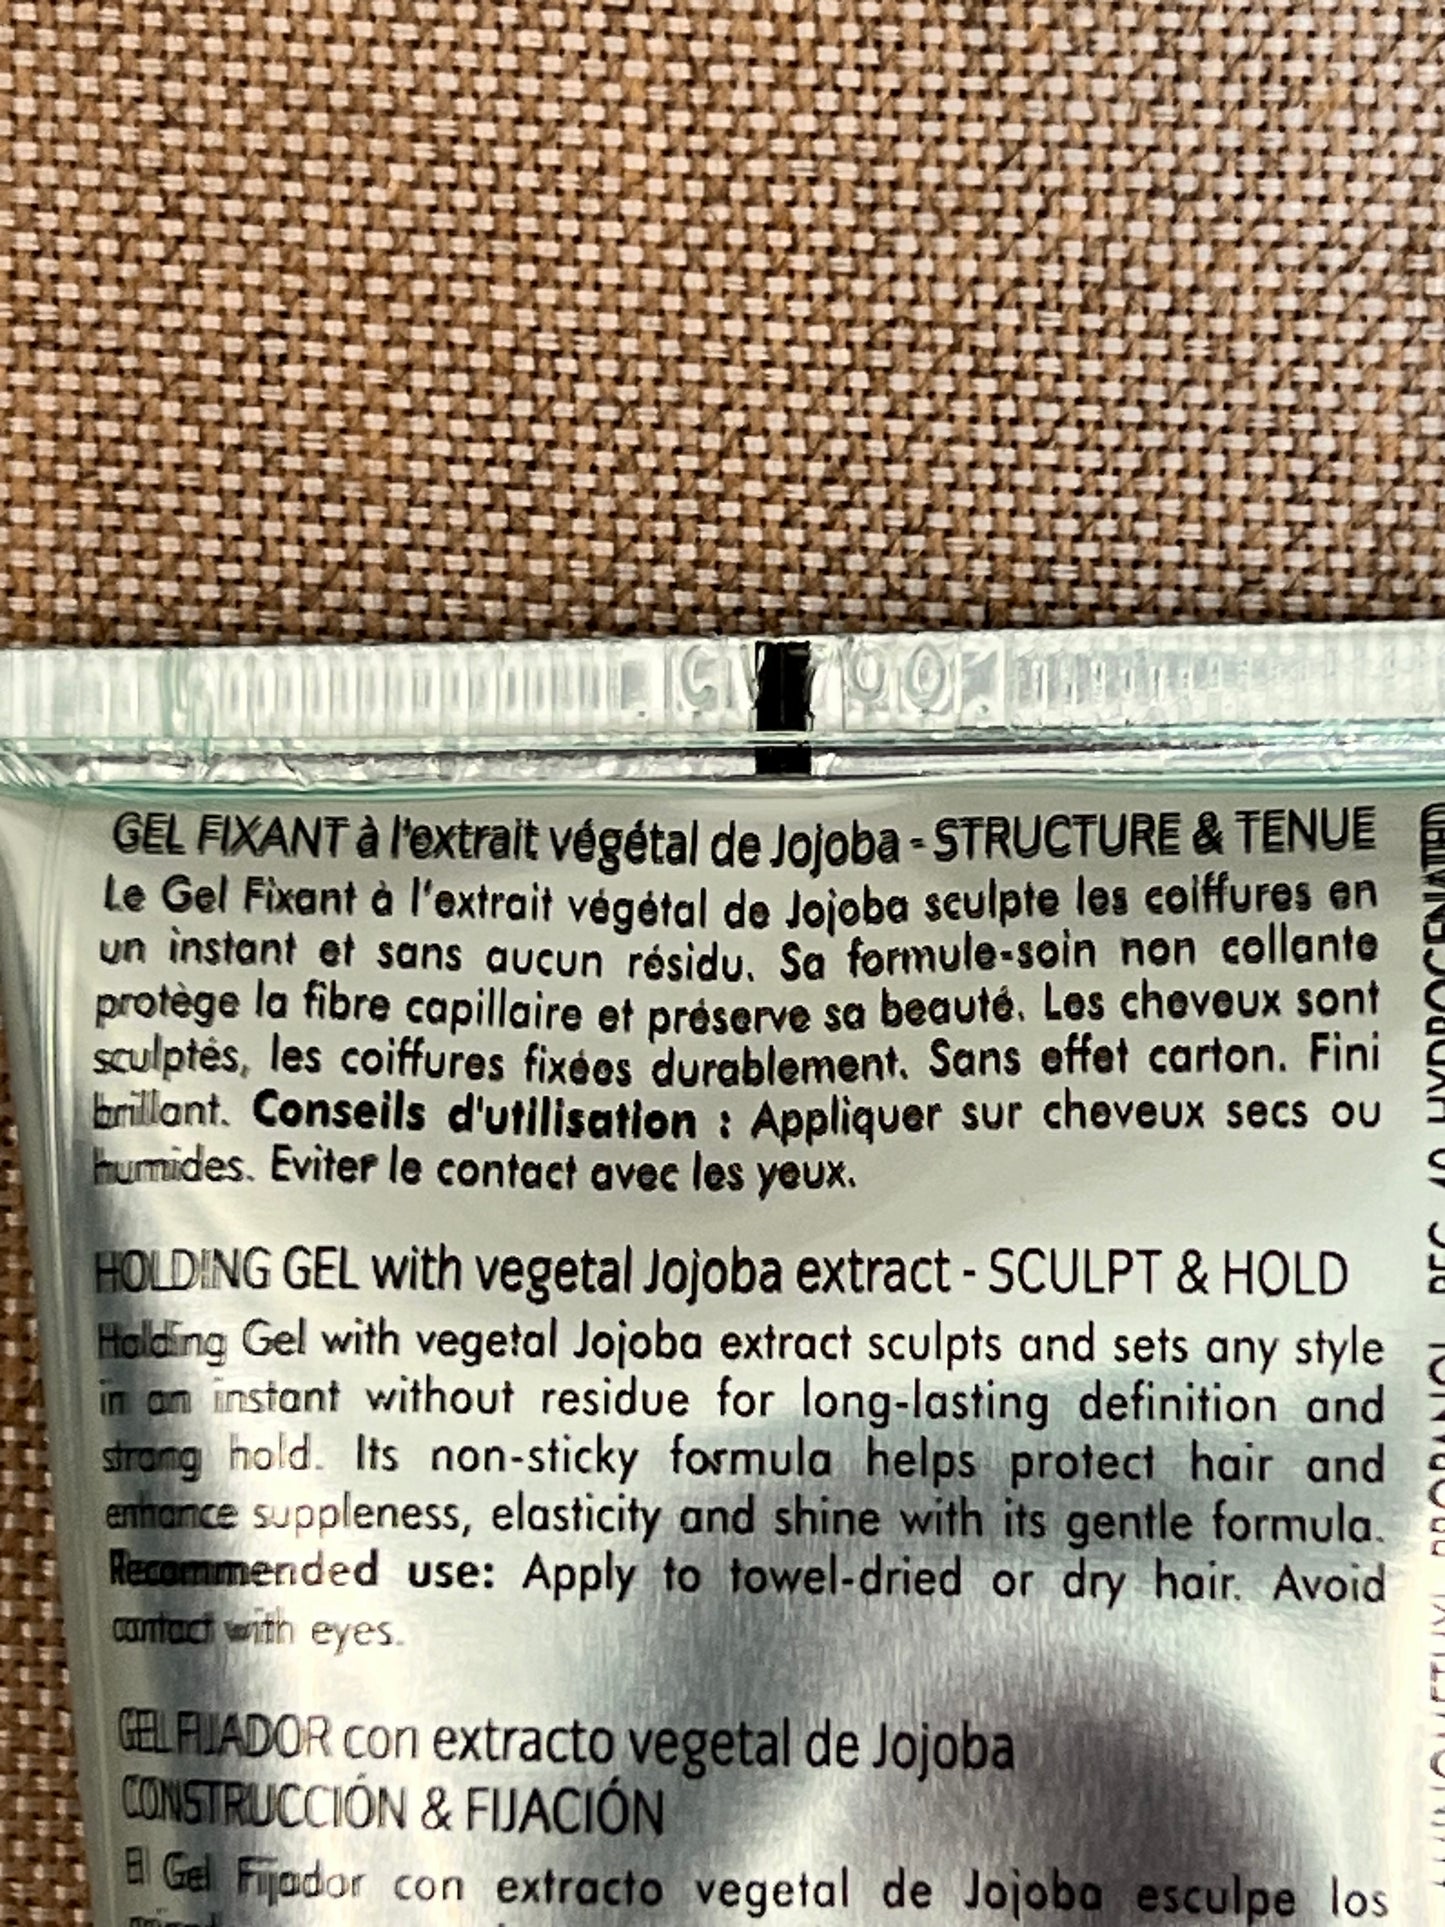 GEL FIXANT à l'extrait végétal de Jojoba - STRUCTURE & TENUE
Le Gel Fixant à l'extrait végétal de Jojoba sculpte les coiffures en
un instant et sans aucun résidu. Sa formule-soin non collante
protège la fibre capillaire et préserve sa beauté. Les cheveux sont
sculptés, les coiffures fixées durablement. Sans effet carton. Fini
brillant. Conseils d'utilisation : Appliquer sur cheveux secs ou
humides. Eviter le contact avec les yeux.
HOLDING GEL with vegetal Jojoba extract - SCULPT & HOLD
Holding Gel with vegetal Jojoba extract sculpts and sets any style
in an instant without residue for long-lasting definition and
strong hold. Its non-sticky formula helps protect hair and
enhance suppleness, elasticity and shine with its gentle formula.
Recommended use: Apply to towel-dried or dry hair. Avoid
contact with eyes.
GEL FIJADOR con extracto vegetal de Jojoba
CONSTRUCCIÓN & FIJACIÓN
El Gel Fijador con extracto vegetal de Jojoba esculpe los